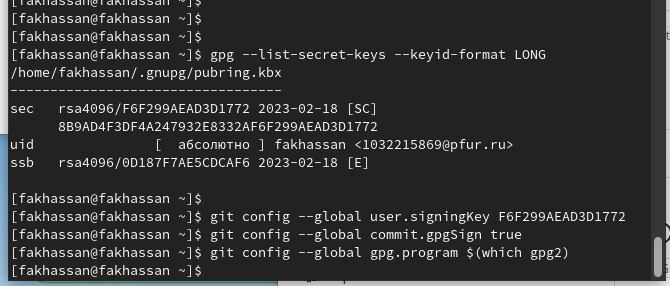 [fakhassan@fakhassan ~]$
[fakhassan@fakhassan ~]$
[fakhassan@fakhassan ~]$
[fakhassan@fakhassan ~]$ gpg --list-secret-keys --keyid-format LONG
/home/fakhassan/.gnupg/pubring.kbx
----------------------------------
sec   rsa4096/F6F299AEAD3D1772 2023-02-18 [SC]
      8B9AD4F3DF4A247932E8332AF6F299AEAD3D1772
uid            [  абсолютно ] fakhassan <1032215869@pfur.ru>
ssb   rsa4096/0D187F7AE5CDCAF6 2023-02-18 [E]
[fakhassan@fakhassan ~]$
[fakhassan@fakhassan ~]$ git config --global user.signingKey F6F299AEAD3D1772
[fakhassan@fakhassan ~]$ git config --global commit.gpgSign true
[fakhassan@fakhassan ~]$ git config --global gpg.program $(which gpg2)
[fakhassan@fakhassan ~]$